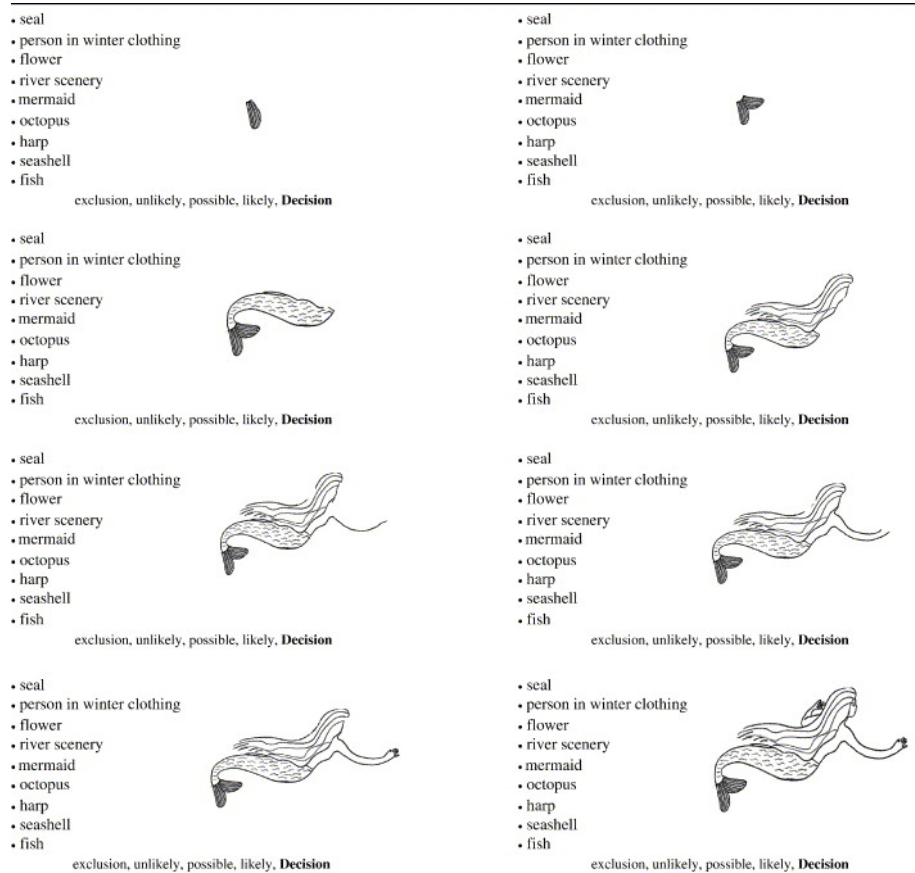 • seal
• person in winter clothing
• flower
• river scenery
• mermaid
• octopus
• harp
• seashell
• fish
exclusion, unlikely, possible, likely, Decision
• seal
• person in winter clothing
• flower
• river scenery
• mermaid
• octopus
• harp
• seashell
• fish
exclusion, unlikely, possible, likely, Decision
• seal
• person in winter clothing
• flower
• river scenery
• mermaid
• octopus
• harp
• seashell
• fish
exclusion, unlikely, possible, likely, Decision
• seal
• person in winter clothing
• flower
• river scenery
• mermaid
• octopus
• harp
• seashell
• fish
exclusion, unlikely, possible, likely, Decision
• seal
• person in winter clothing
• flower
• river scenery
• mermaid
• octopus
• harp
• seashell
• fish
exclusion, unlikely, possible, likely, Decision
• seal
• person in winter clothing
• flower
• river scenery
• mermaid
• octopus
• harp
• seashell
• fish
exclusion, unlikely, possible, likely, Decision
• seal
• person in winter clothing
• flower
• river scenery
• mermaid
• octopus
• harp
• seashell
• fish
exclusion, unlikely, possible, likely, Decision
• seal
• person in winter clothing
• flower
• river scenery
• mermaid
• octopus
• harp
• seashell
• fish
exclusion, unlikely, possible, likely, Decision